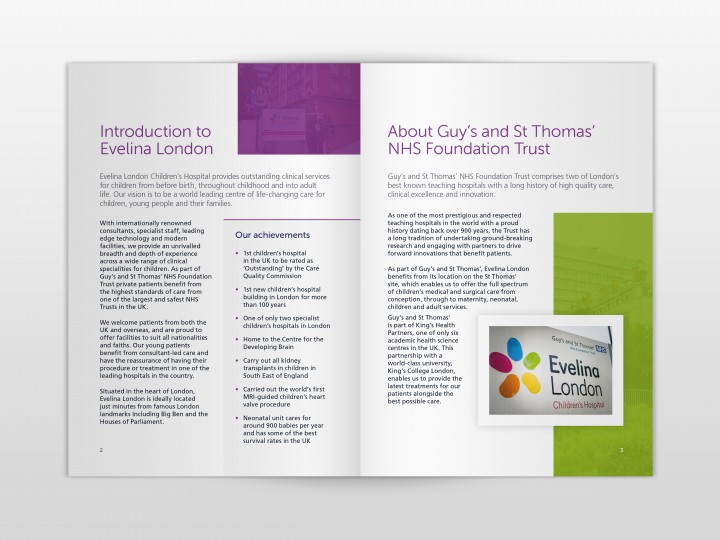 Introduction to
Evelina London
Evelina London Children's Hospital provides outstanding clinical services
for children from before birth, throughout childhood and into adult
life. Our vision is to be a world leading centre of life-changing care for
children, young people and their families.
With internationally renowned
consultants, specialist staff, leading
edge technology and modern
facilities, we provide an unrivalled
breadth and depth of experience
across a wide range of clinical
specialities for children. As part of
Guy's and St Thomas' NHS Foundation
Trust private patients benefit from
the highest standards of care from
one of the largest and safest NHS
Trusts in the UK.
We welcome patients from both the
UK and overseas, and are proud to
offer facilities to suit all nationalities
and faiths. Our young patients
benefit from consultant-led care and
have the reassurance of having their
procedure or treatment in one of the
leading hospitals in the country.
Situated in the heart of London,
Evelina London is ideally located
just minutes from famous London
landmarks including Big Ben and the
Houses of Parliament.
2
Our achievements
• 1st children's hospital
in the UK to be rated as
'Outstanding' by the Care
Quality Commission
• 1st new children's hospital
building in London for more
than 100 years
• One of only two specialist
children's hospitals in London
• Home to the Centre for the
Developing Brain
• Carry out all kidney
transplants in children in
South East of England
• Carried out the world's first
MRI-guided children's heart
valve procedure
• Neonatal unit cares for
around 900 babies per year
and has some of the best
survival rates in the UK
About Guy's and St Thomas'
NHS Foundation Trust
Guy's and St Thomas' NHS Foundation Trust comprises two of London's
best known teaching hospitals with a long history of high quality care,
clinical excellence and innovation.
As one of the most prestigious and respected
teaching hospitals in the world with a proud
history dating back over 900 years, the Trust has
a long tradition of undertaking ground-breaking
research and engaging with partners to drive
forward innovations that benefit patients.
As part of Guy's and St Thomas', Evelina London
benefits from its location on the St Thomas'
site, which enables us to offer the full spectrum
of children's medical and surgical care from
conception, through to maternity, neonatal,
children and adult services.
Guy's and St Thomas'
is part of King's Health
Partners, one of only six
academic health science
centres in the UK. This
partnership with a
world-class university,
King's College London,
enables us to provide the
latest treatments for our
patients alongside the
best possible care.
Guy's and St Thomas' NHS
Evelina
London
Children's Hospital
3